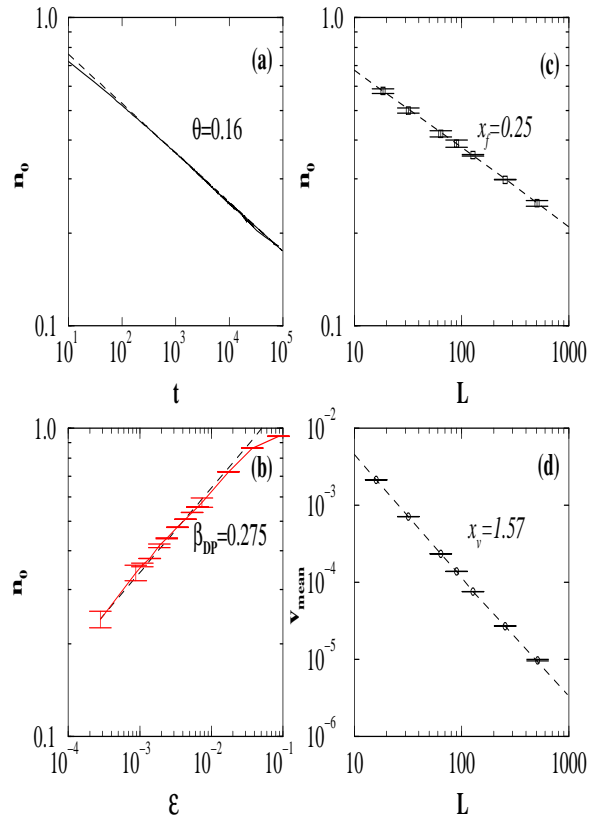 1.0
(a)
θ=0.16
n_o
0.1
10^1 10^2 10^3 10^4 10^5
t
1.0
(c)
x_f=0.25
n_o
0.1
10 100 1000
L
1.0
(b)
β_DP=0.275
n_o
0.1
10^-4 10^-3 10^-2 10^-1
ε
10^-2
(d)
10^-3
x_v=1.57
10^-4
v_mean
10^-5
10^-6
10 100 1000
L